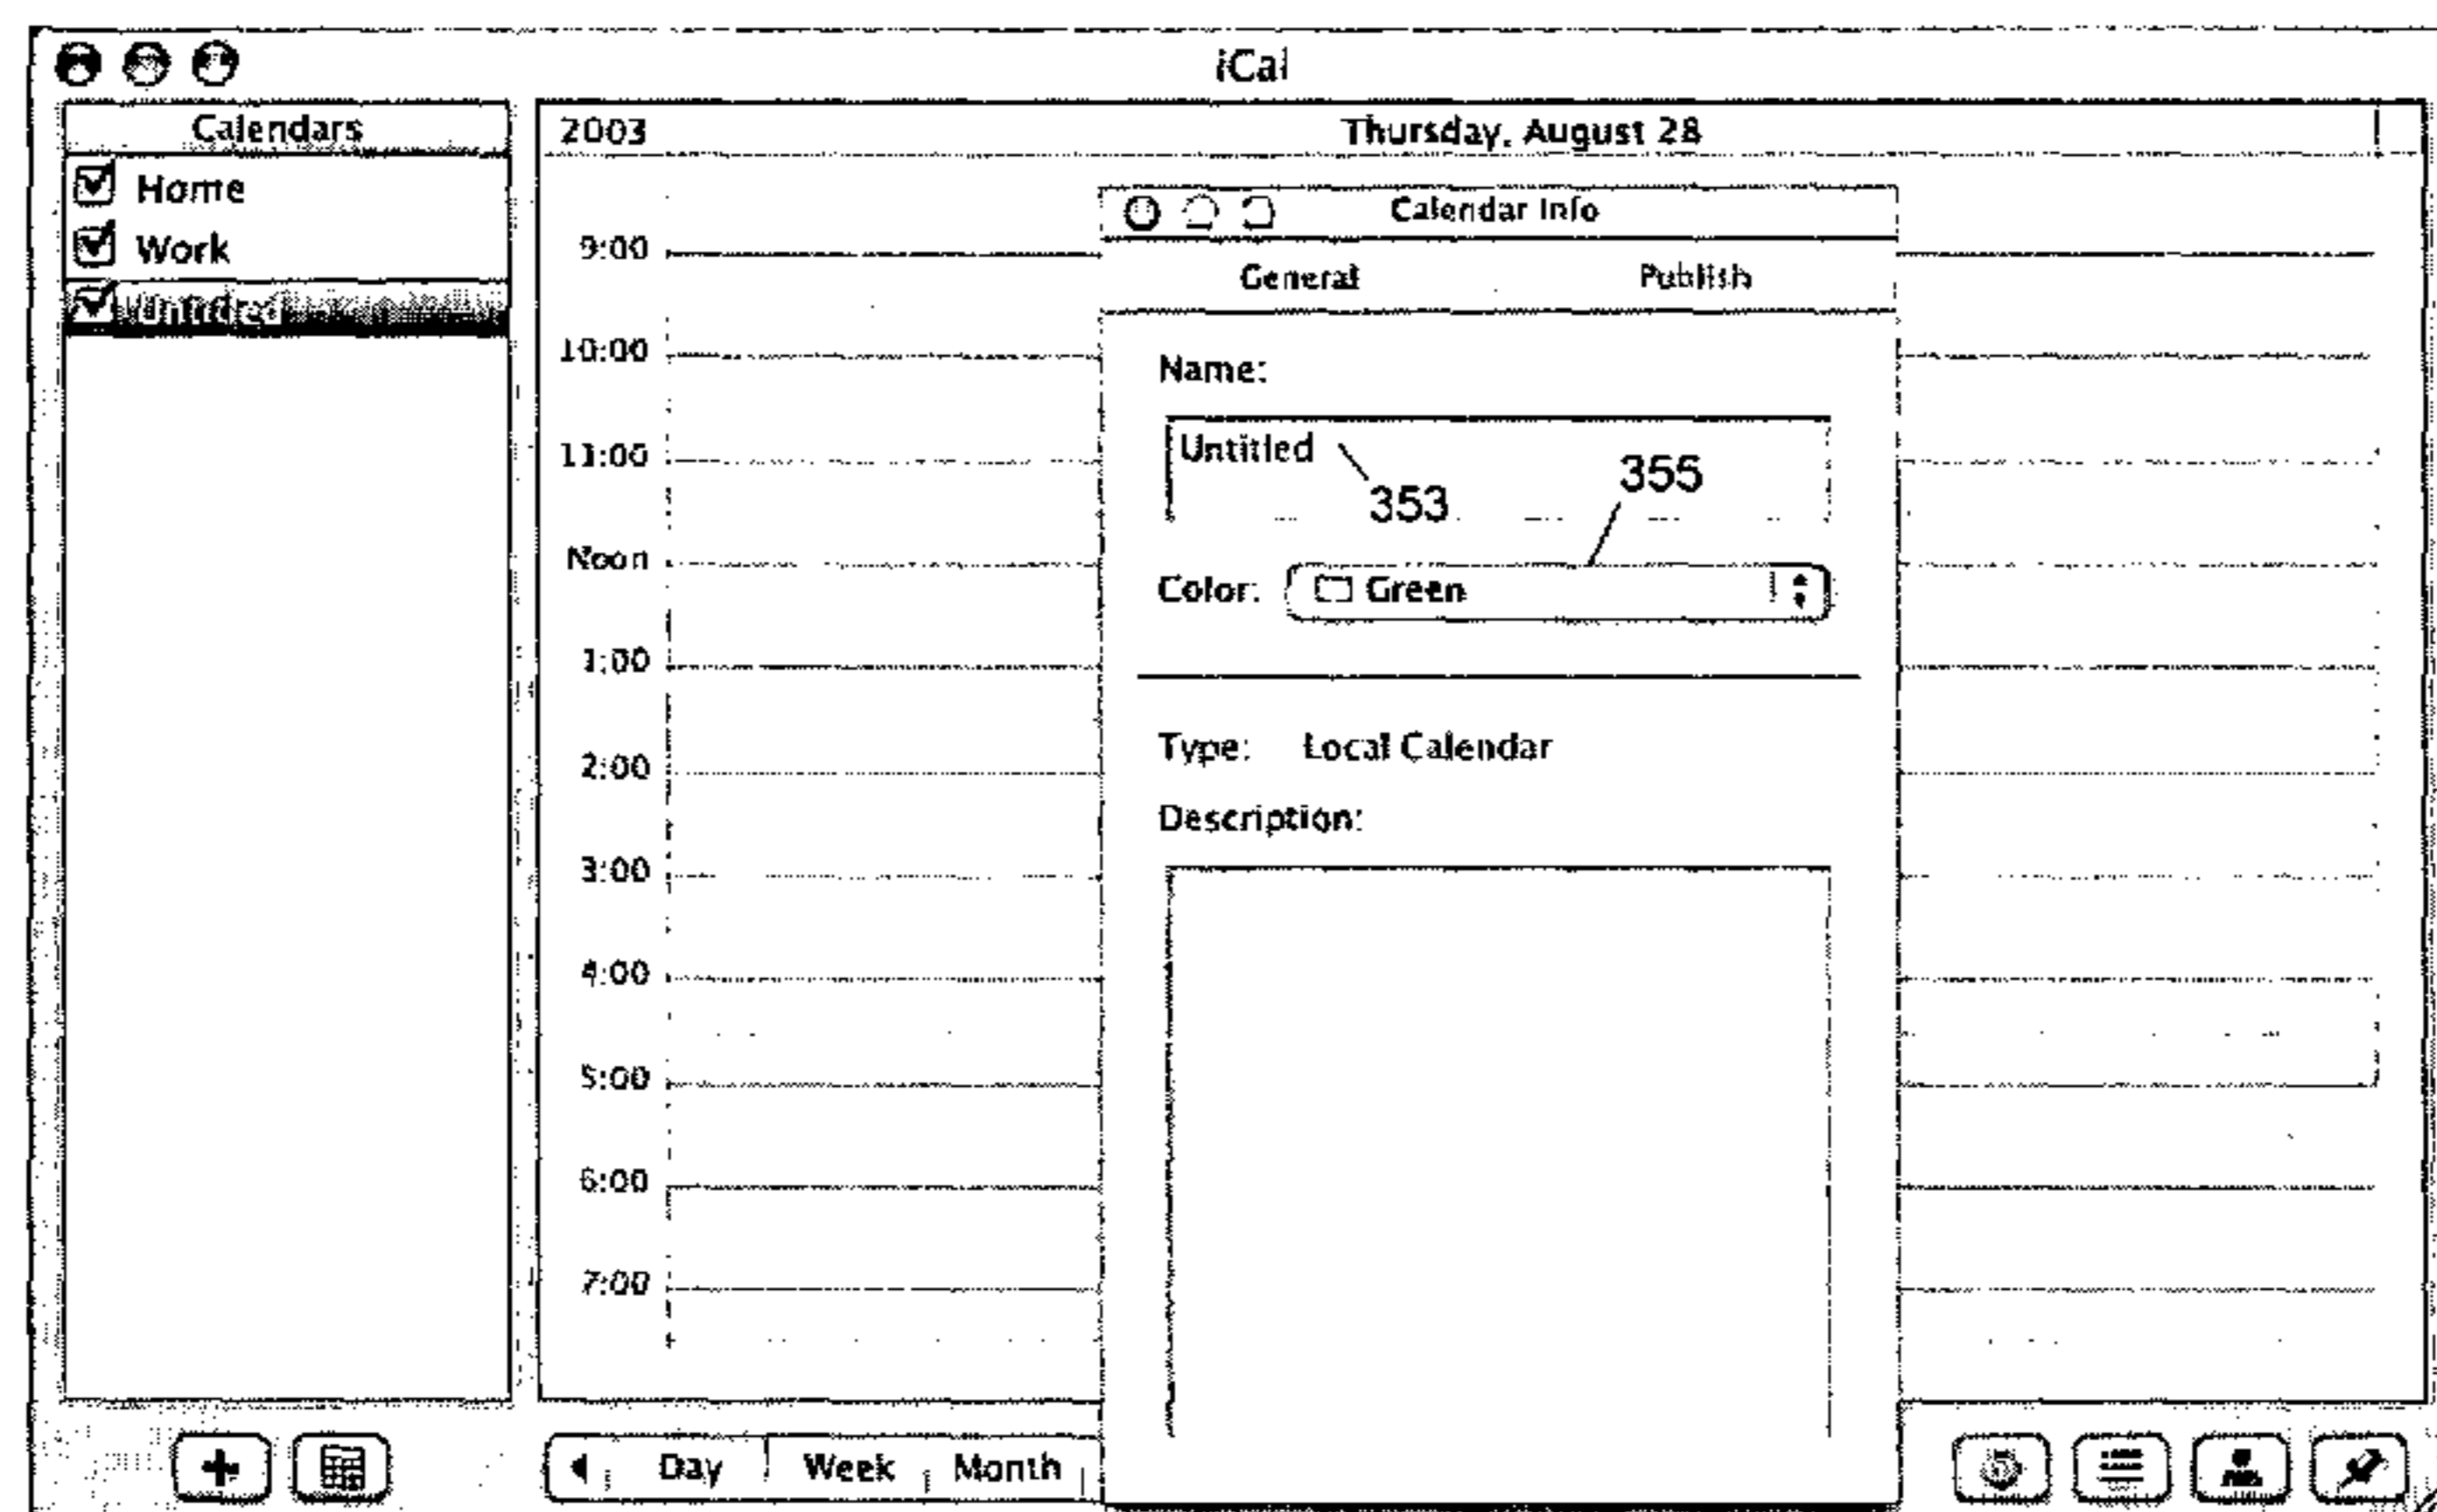 iCal
Calendars
Home
Work
Untitled
2003 Thursday, August 28
9:00
10:00
11:00
Noon
1:00
2:00
3:00
4:00
5:00
6:00
7:00
Calendar Info
General Publish
Name:
Untitled
353
355
Color: Green
Type: Local Calendar
Description:
Day Week Month